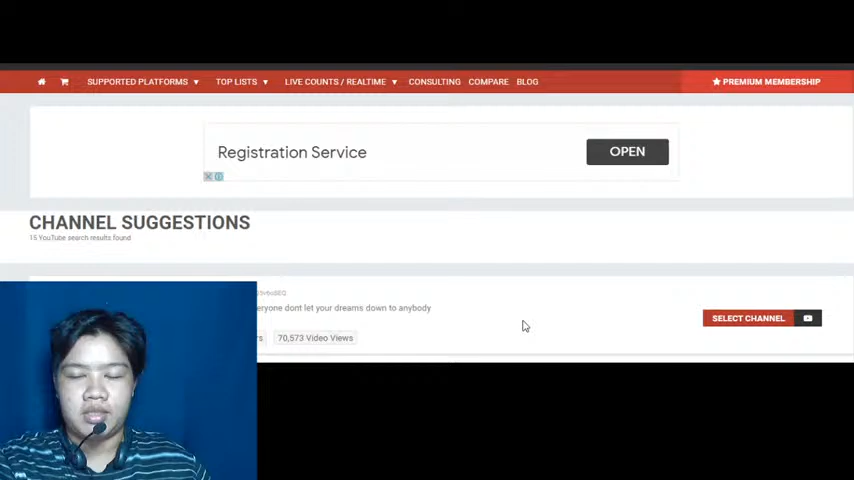 SUPPORTED PLATFORMS TOP LISTS LIVE COUNTS / REALTIME CONSULTING COMPARE BLOG PREMIUM MEMBERSHIP
Registration Service OPEN
CHANNEL SUGGESTIONS
15 YouTube search results found
everyone dont let your dreams down to anybody
SELECT CHANNEL
70,573 Video Views